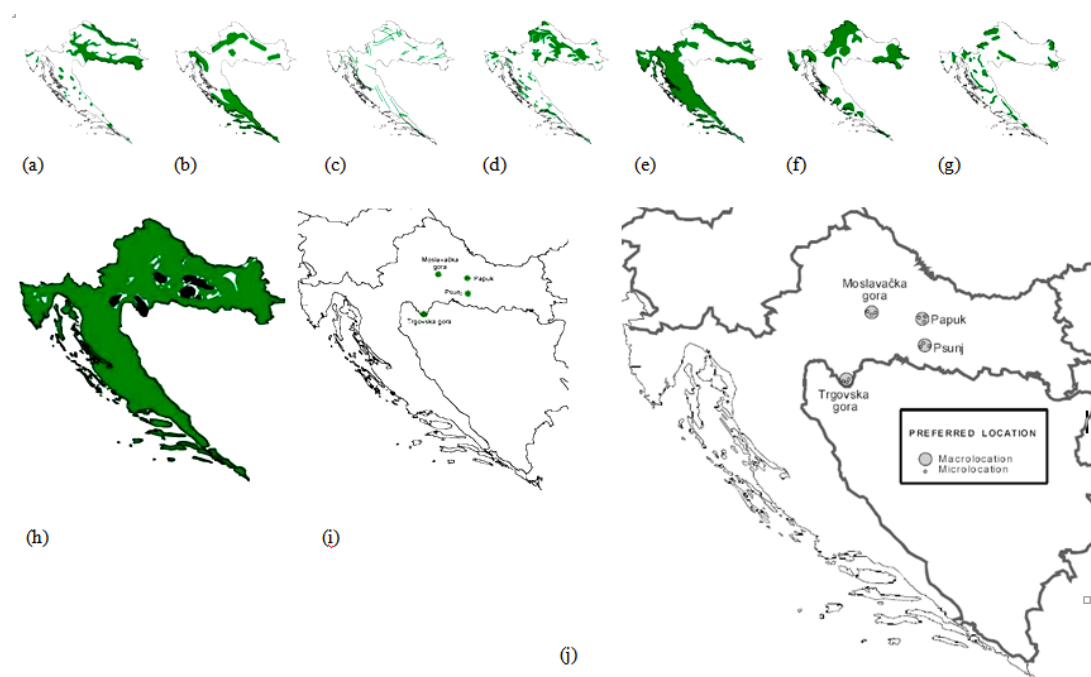 (a)
(b)
(c)
(d)
(e)
(f)
(g)
Moslavačka
gora
Papuk
Psunj
Trgovska gora
Moslavačka
gora
Papuk
Psunj
Trgovska
gora
PREFERRED LOCATION
Macrolocation
Microlocation
(h)
(i)
(j)